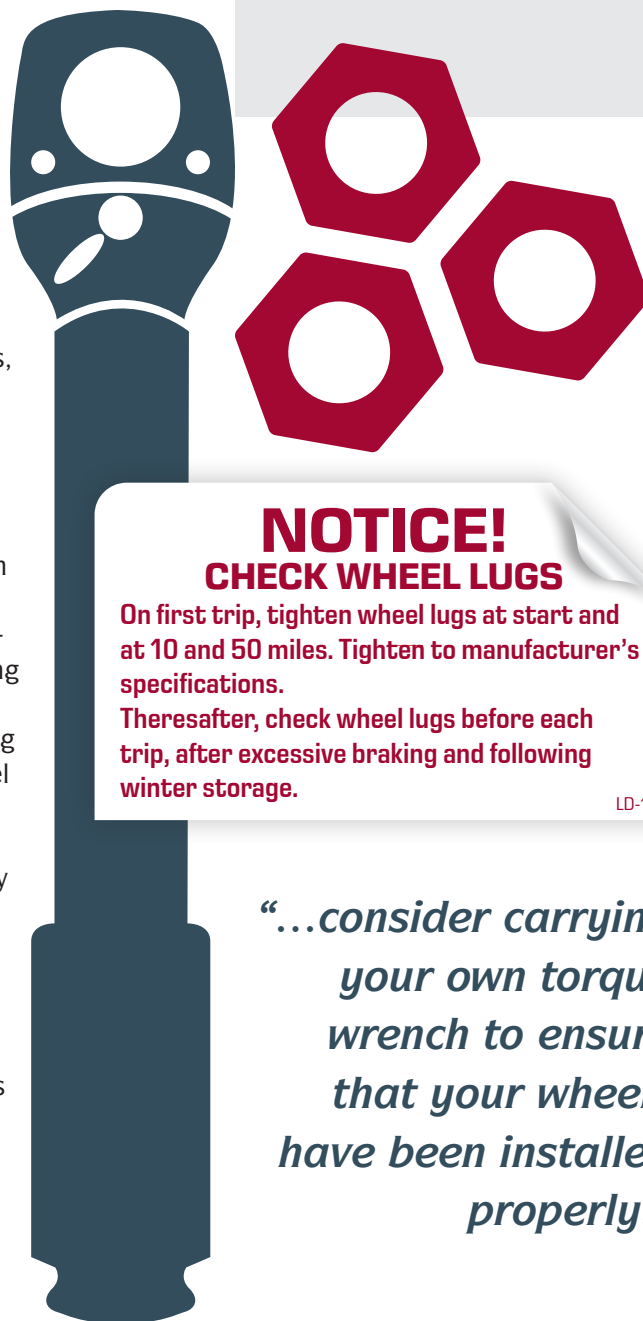 NOTICE!
CHECK WHEEL LUGS
On first trip, tighten wheel lugs at start and
at 10 and 50 miles. Tighten to manufacturer’s
specifications.
Theresafter, check wheel lugs before each
trip, after excessive braking and following
winter storage.
LD-1
“…consider carryin
your own torqu
wrench to ensur
that your wheel
have been installe
properly